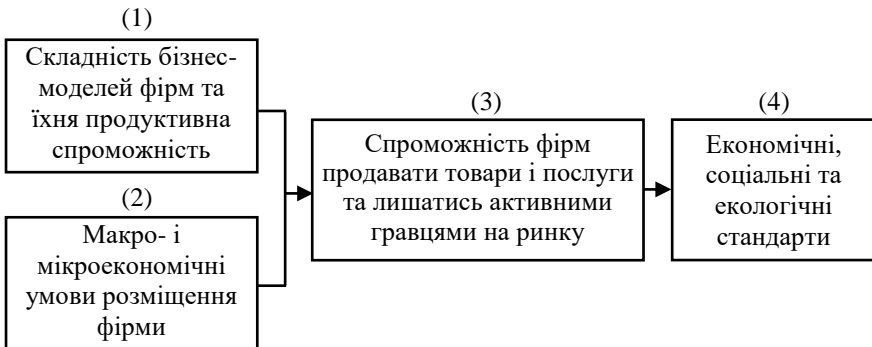 (1)
Складність бізнес-
моделей фірм та
їхня продуктивна
спроможність
(2)
Макро- і
мікроекономічні
умови розміщення
фірми
(3)
Спроможність фірм
продавати товари і послуги
та лишатись активними
гравцями на ринку
(4)
Економічні,
соціальні та
екологічні
стандарти